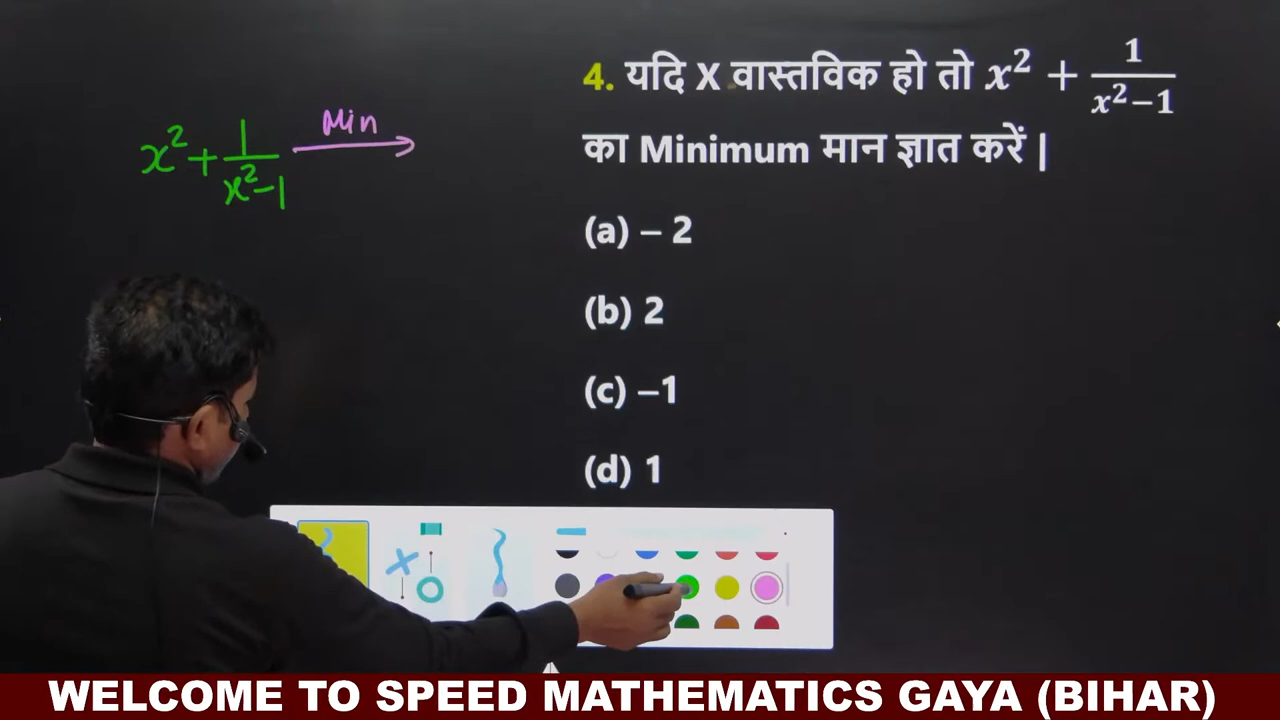 4. यदि X वास्तविक हो तो x² + 1/(x²−1)
का Minimum मान ज्ञात करें |
(a) – 2
(b) 2
(c) –1
(d) 1
x² + 1/(x²−1) Min →
WELCOME TO SPEED MATHEMATICS GAYA (BIHAR)